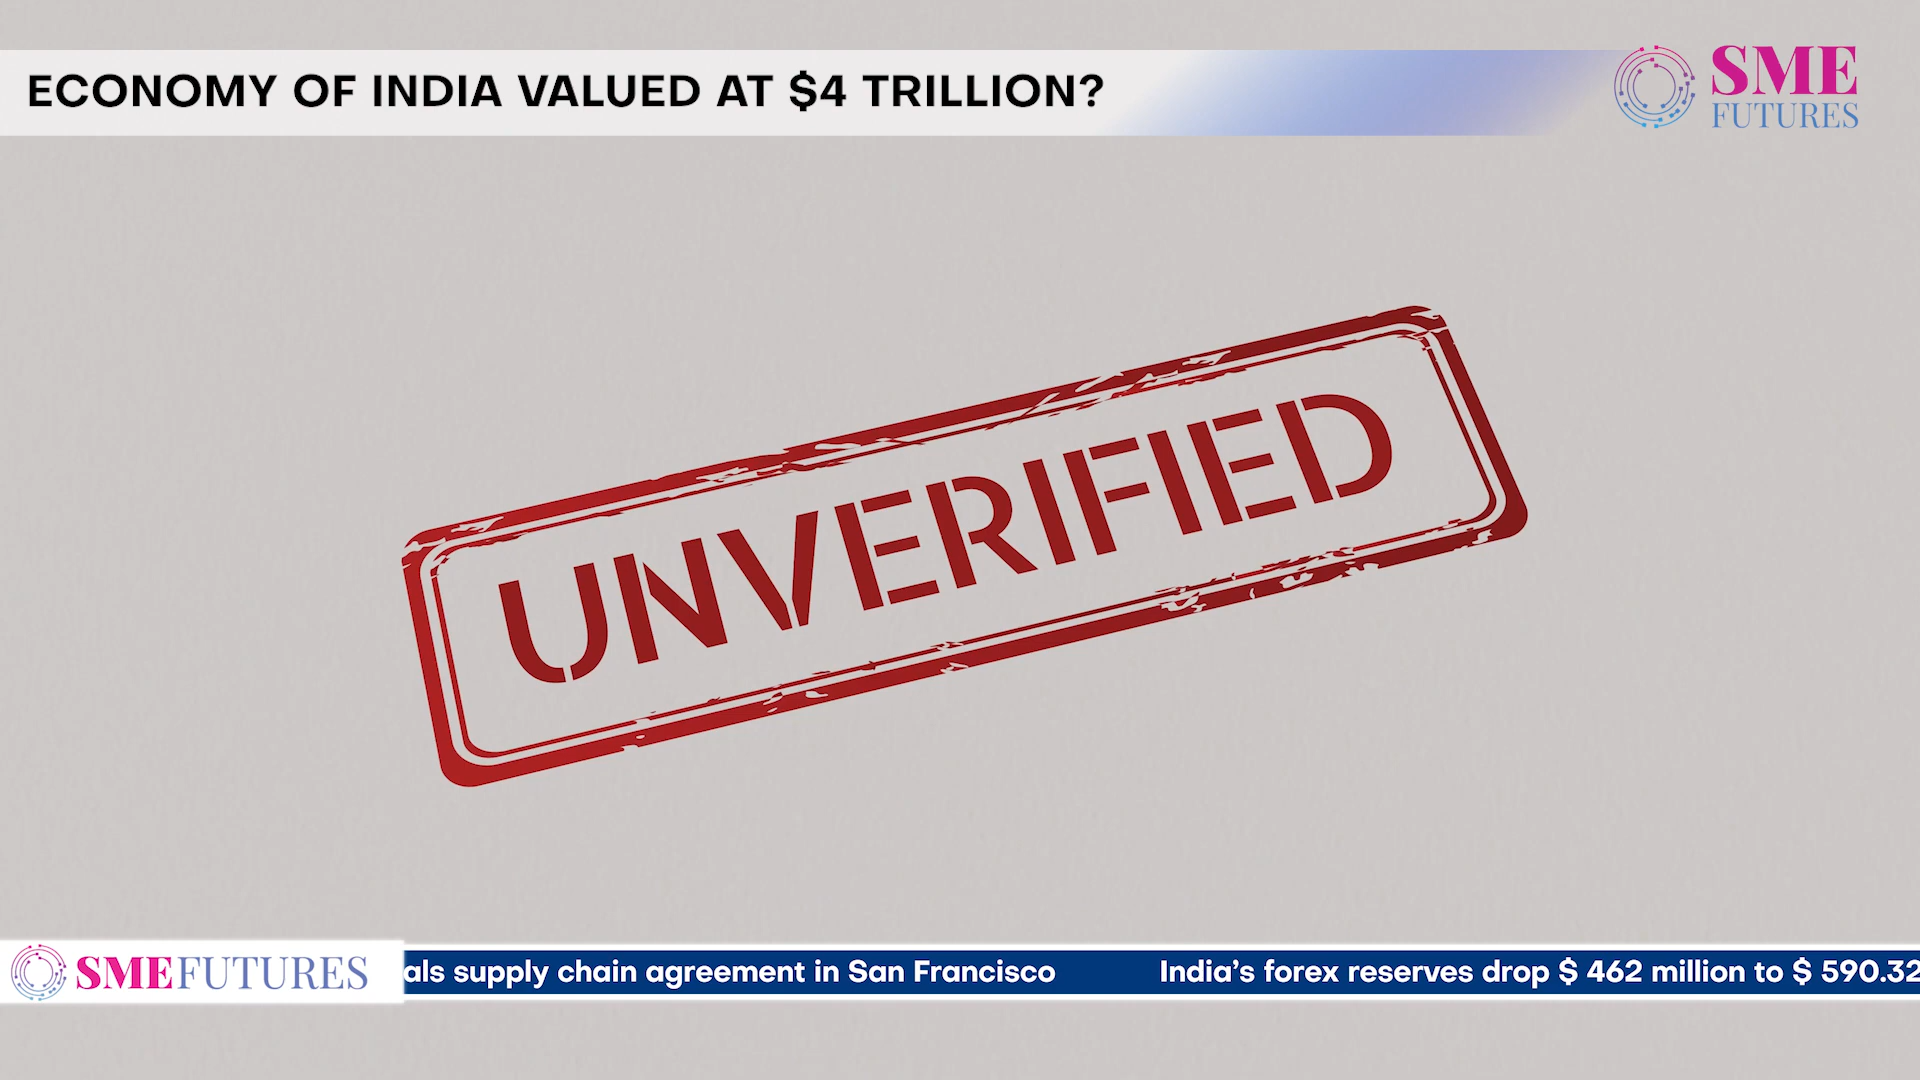 ECONOMY OF INDIA VALUED AT $4 TRILLION?
SME
FUTURES
UNVERIFIED
SMEFUTURES
als supply chain agreement in San Francisco
India’s forex reserves drop $ 462 million to $ 590.32